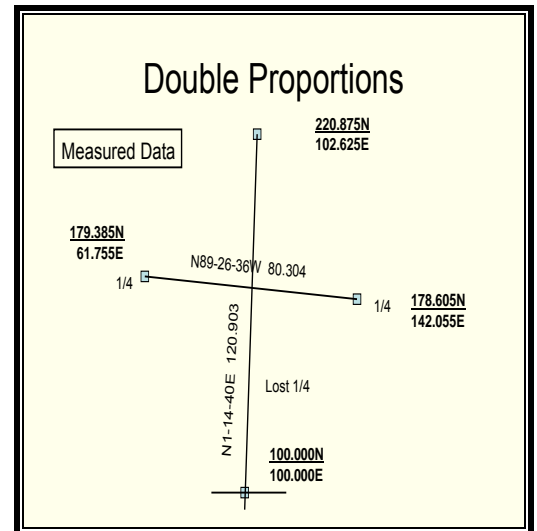 Double Proportions
Measured Data
220.875N
102.625E
179.385N
61.755E
1/4
N89-26-36W 80.304
1/4
178.605N
142.055E
N1-14-40E 120.903
Lost 1/4
100.000N
100.000E